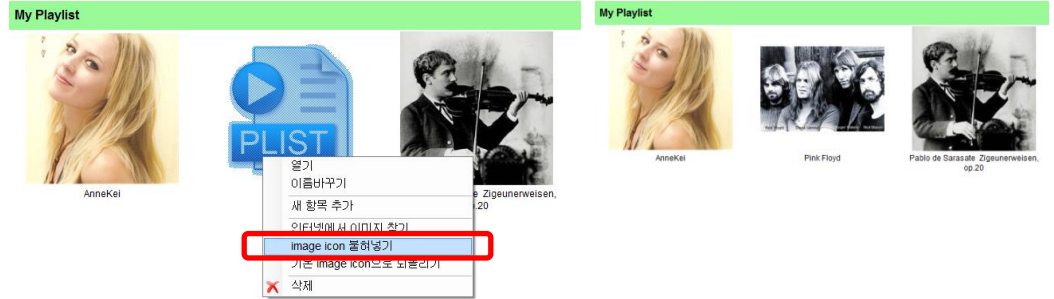 My Playlist
PLIST
열기
이름바꾸기
새 항목 추가
인터넷에서 이미지 찾기
image icon 붙여넣기
기본 image icon으로 되돌리기
삭제
AnneKei
Zigeunerweisen,
.20
My Playlist
AnneKei
Pink Floyd
Pablo de Sarasate Zigeunerweisen,
op.20